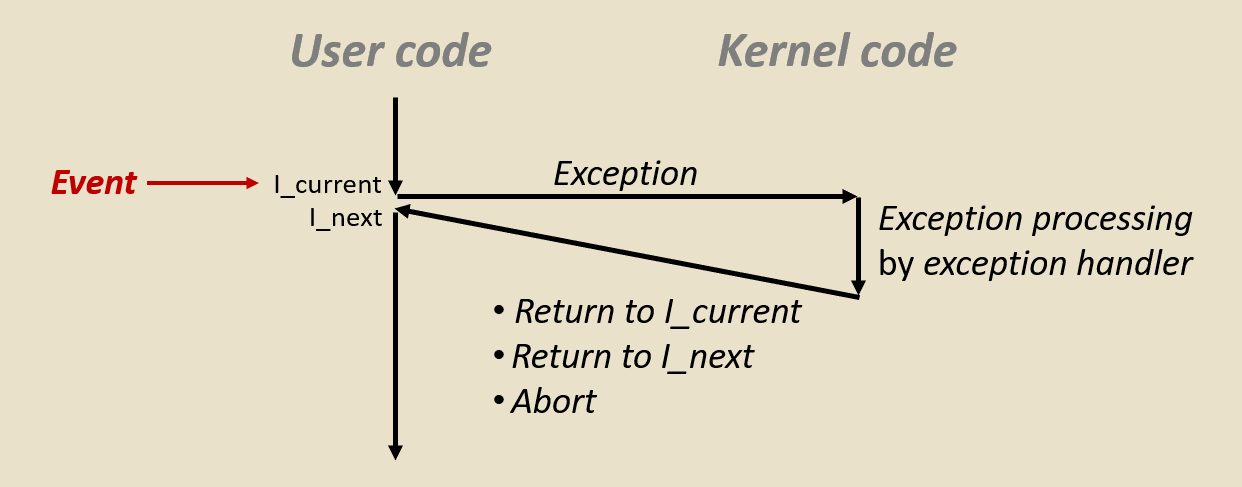 User code
Kernel code
Event
I_current
I_next
Exception
Exception processing
by exception handler
• Return to I_current
• Return to I_next
• Abort